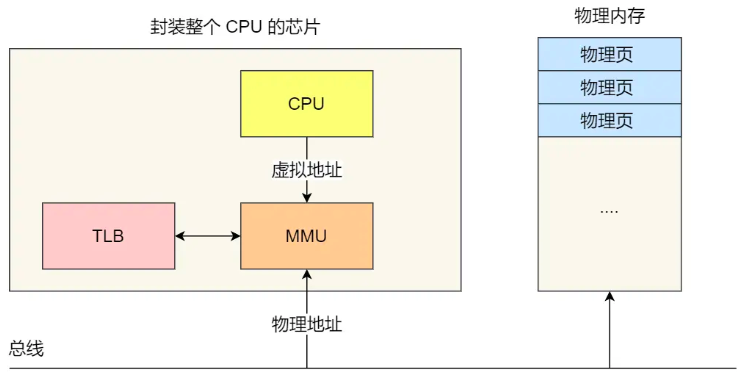 封装整个 CPU 的芯片
物理内存
物理页
物理页
物理页
CPU
虚拟地址
TLB
MMU
....
物理地址
总线